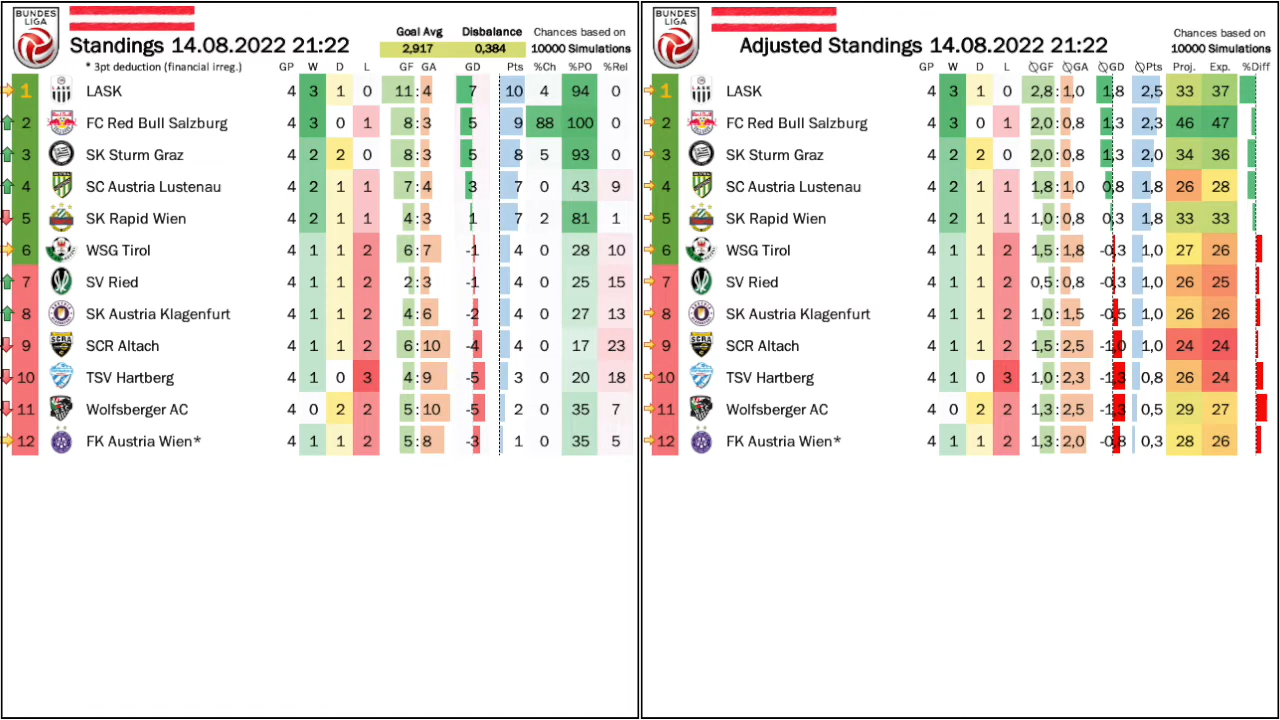 BUNDES
LIGA
Standings 14.08.2022 21:22
Goal Avg Disbalance Chances based on
2,917 0,384 10000 Simulations
* 3pt deduction (financial irreg.) GP W D L GF GA GD Pts %Ch %PO %Rel
1 LASK 4 3 1 0 11 : 4 7 10 4 94 0
2 FC Red Bull Salzburg 4 3 0 1 8 : 3 5 9 88 100 0
3 SK Sturm Graz 4 2 2 0 8 : 3 5 8 5 93 0
4 SC Austria Lustenau 4 2 1 1 7 : 4 3 7 0 43 9
5 SK Rapid Wien 4 2 1 1 4 : 3 1 7 2 81 1
6 WSG Tirol 4 1 1 2 6 : 7 -1 4 0 28 10
7 SV Ried 4 1 1 2 2 : 3 -1 4 0 25 15
8 SK Austria Klagenfurt 4 1 1 2 4 : 6 -2 4 0 27 13
9 SCR Altach 4 1 1 2 6 : 10 -4 4 0 17 23
10 TSV Hartberg 4 1 0 3 4 : 9 -5 3 0 20 18
11 Wolfsberger AC 4 0 2 2 5 : 10 -5 2 0 35 7
12 FK Austria Wien* 4 1 1 2 5 : 8 -3 1 0 35 5
BUNDES
LIGA
Adjusted Standings 14.08.2022 21:22
Chances based on
10000 Simulations
GP W D L ∅GF ∅GA ∅GD ∅Pts Proj. Exp. %Diff
1 LASK 4 3 1 0 2,8 : 1,0 1,8 2,5 33 37
2 FC Red Bull Salzburg 4 3 0 1 2,0 : 0,8 1,3 2,3 46 47
3 SK Sturm Graz 4 2 2 0 2,0 : 0,8 1,3 2,0 34 36
4 SC Austria Lustenau 4 2 1 1 1,8 : 1,0 0,8 1,8 26 28
5 SK Rapid Wien 4 2 1 1 1,0 : 0,8 0,3 1,8 33 33
6 WSG Tirol 4 1 1 2 1,5 : 1,8 -0,3 1,0 27 26
7 SV Ried 4 1 1 2 0,5 : 0,8 -0,3 1,0 26 25
8 SK Austria Klagenfurt 4 1 1 2 1,0 : 1,5 -0,5 1,0 26 26
9 SCR Altach 4 1 1 2 1,5 : 2,5 -1,0 1,0 24 24
10 TSV Hartberg 4 1 0 3 1,0 : 2,3 -1,3 0,8 26 24
11 Wolfsberger AC 4 0 2 2 1,3 : 2,5 -1,3 0,5 29 27
12 FK Austria Wien* 4 1 1 2 1,3 : 2,0 -0,8 0,3 28 26